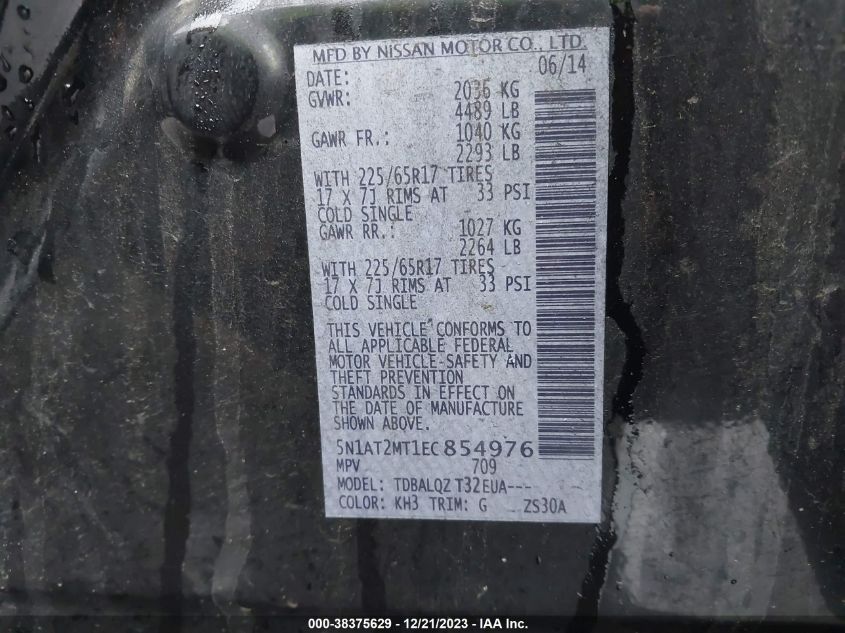 MFD BY NISSAN MOTOR CO., LTD.
DATE: 06/14
GVWR: 2036 KG
4489 LB
GAWR FR.: 1040 KG
2293 LB
WITH 225/65R17 TIRES
17 X 7J RIMS AT 33 PSI
COLD SINGLE
GAWR RR.: 1027 KG
2264 LB
WITH 225/65R17 TIRES
17 X 7J RIMS AT 33 PSI
COLD SINGLE
THIS VEHICLE CONFORMS TO
ALL APPLICABLE FEDERAL
MOTOR VEHICLE-SAFETY AND
THEFT PREVENTION
STANDARDS IN EFFECT ON
THE DATE OF MANUFACTURE
SHOWN ABOVE.
5N1AT2MT1EC854976
MPV 709
MODEL: TDBALQZ T32EUA---
COLOR: KH3 TRIM: G ZS30A
000-38375629 - 12/21/2023 - IAA Inc.